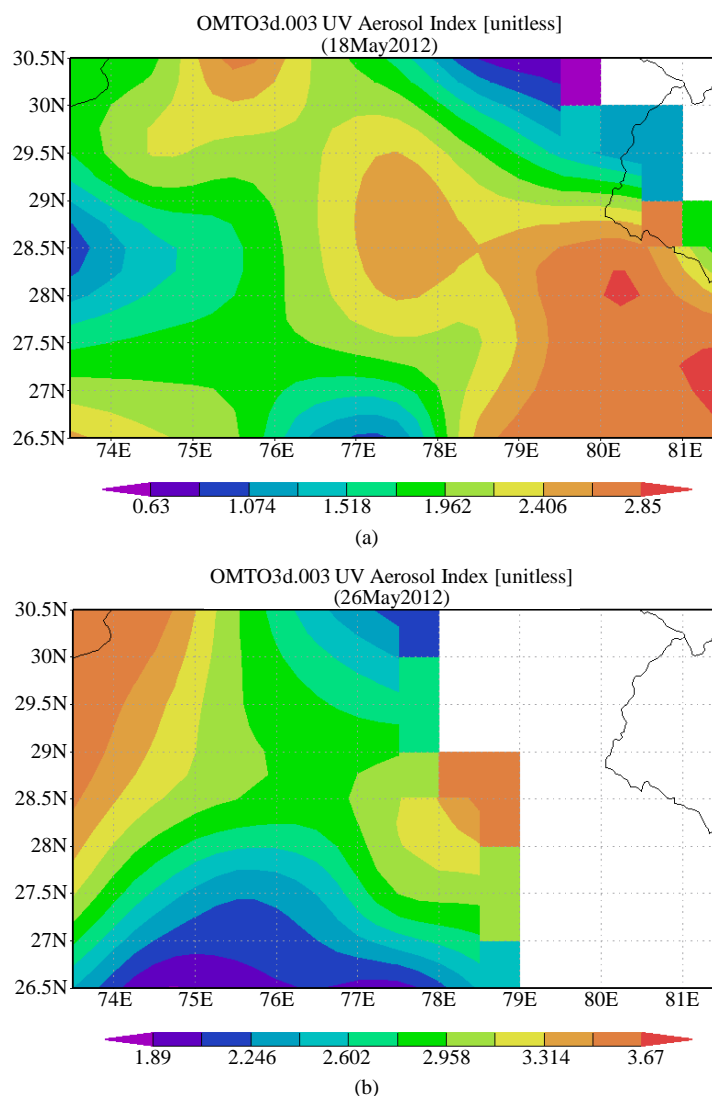 OMTO3d.003 UV Aerosol Index [unitless]
(18May2012)
30.5N
30N
29.5N
29N
28.5N
28N
27.5N
27N
26.5N
74E 75E 76E 77E 78E 79E 80E 81E
0.63 1.074 1.518 1.962 2.406 2.85
(a)
OMTO3d.003 UV Aerosol Index [unitless]
(26May2012)
30.5N
30N
29.5N
29N
28.5N
28N
27.5N
27N
26.5N
74E 75E 76E 77E 78E 79E 80E 81E
1.89 2.246 2.602 2.958 3.314 3.67
(b)